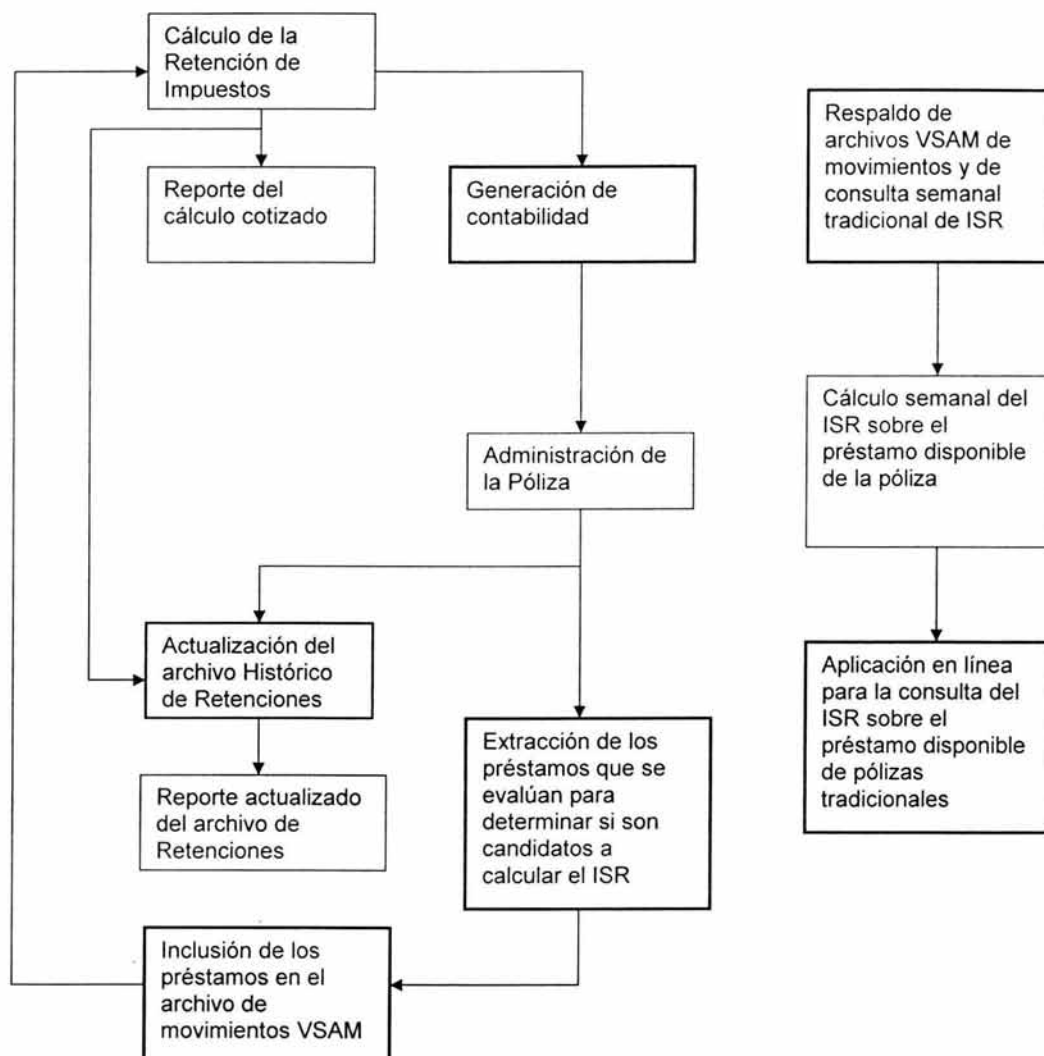 Cálculo de la
Retención de
Impuestos
Reporte del
cálculo cotizado
Generación de
contabilidad
Administración de
la Póliza
Actualización del
archivo Histórico
de Retenciones
Reporte actualizado
del archivo de
Retenciones
Extracción de los
préstamos que se
evalúan para
determinar si son
candidatos a
calcular el ISR
Inclusión de los
préstamos en el
archivo de
movimientos VSAM
Respaldo de
archivos VSAM de
movimientos y de
consulta semanal
tradicional de ISR
Cálculo semanal del
ISR sobre el
préstamo disponible
de la póliza
Aplicación en línea
para la consulta del
ISR sobre el
préstamo disponible
de pólizas
tradicionales